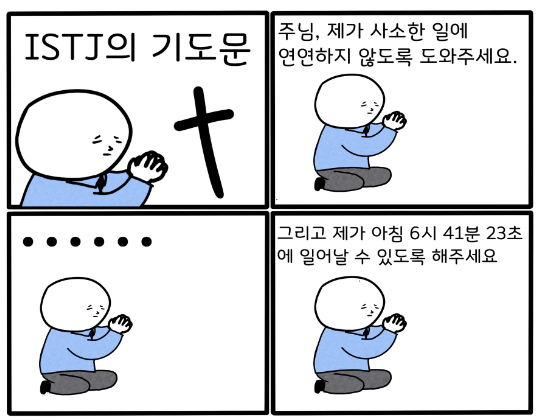 ISTJ의 기도문
주님, 제가 사소한 일에
연연하지 않도록 도와주세요.
• • • • • •
그리고 제가 아침 6시 41분 23초
에 일어날 수 있도록 해주세요